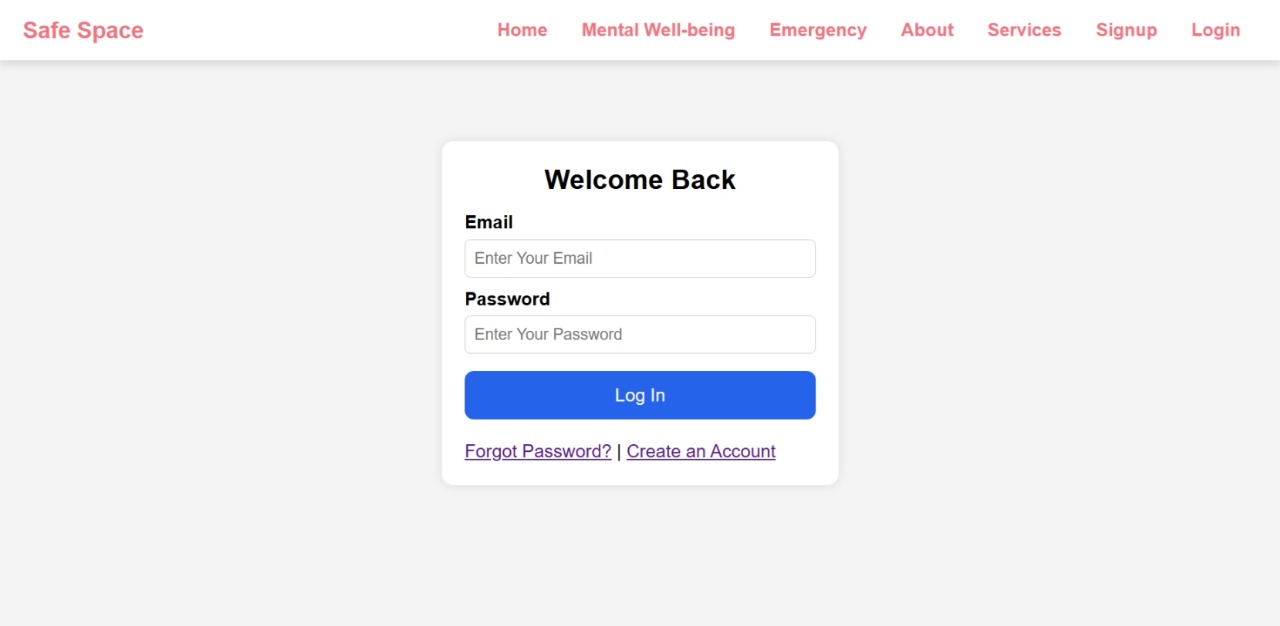 Safe Space Home Mental Well-being Emergency About Services Signup Login
Welcome Back
Email
Enter Your Email
Password
Enter Your Password
Log In
Forgot Password? | Create an Account